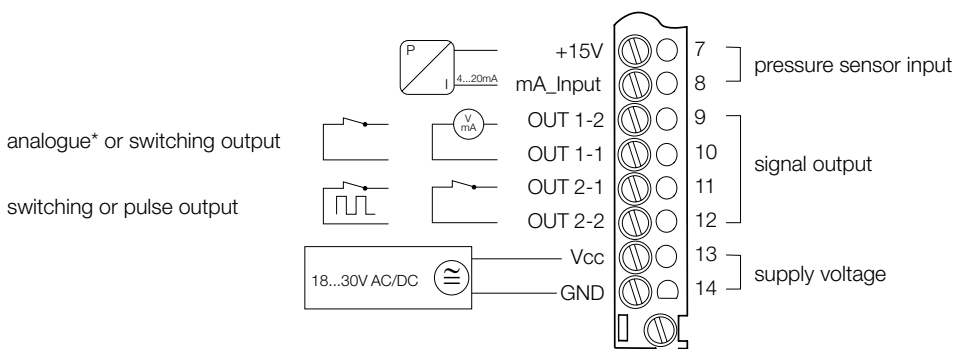 P
I
4...20mA
+15V
7
mA_Input
8
pressure sensor input
analogue* or switching output
V
mA
OUT 1-2
9
OUT 1-1
10
signal output
switching or pulse output
OUT 2-1
11
OUT 2-2
12
18...30V AC/DC
≅
Vcc
13
GND
14
supply voltage